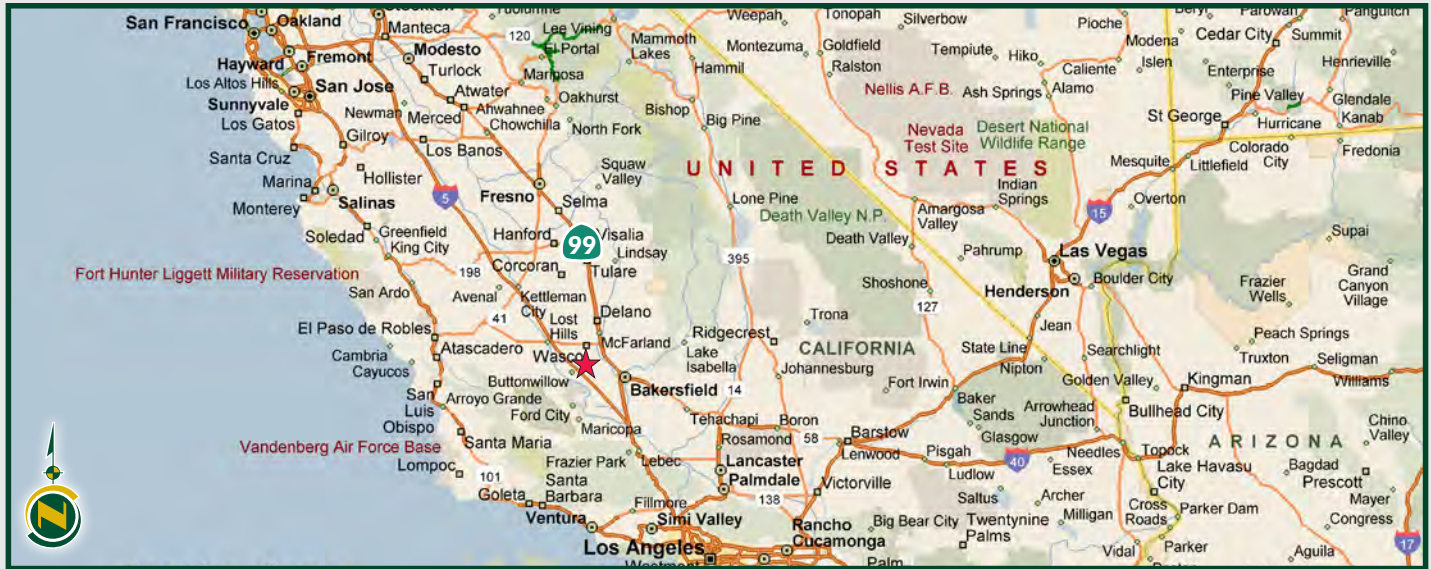 San Francisco
Oakland
Manteca
120
Lee Vining
El Portal
Mammoth
Lakes
Weepah
Tonopah
Silverbow
Pioche
Parowan
Panguitch
Hayward
Fremont
Modesto
Turlock
Mariposa
Hammil
Montezuma
Goldfield
Ralston
Tempiute
Hiko
Caliente
Modena
Islen
Cedar City
Summit
Henrieville
Enterprise
Los Altos Hills
San Jose
Atwater
Oakhurst
Bishop
Nellis A.F.B.
Ash Springs
Alamo
Pine Valley
Glendale
Kanab
Sunnyvale
Los Gatos
Newman
Merced
Ahwahnee
Chowchilla
North Fork
Big Pine
Nevada
Test Site
Desert National
Wildlife Range
St George
Hurricane
Colorado
City
Fredonia
Santa Cruz
Gilroy
Los Banos
Squaw
Valley
UNITED STATES
Mesquite
Littlefield
Marina
Hollister
5
Fresno
Selma
Lone Pine
Indian
Springs
Overton
15
Monterey
Salinas
Death Valley N.P.
Amargosa
Valley
Soledad
Greenfield
King City
Hanford
99
Visalia
Lindsay
395
Death Valley
Pahrump
Las Vegas
Supai
Fort Hunter Liggett Military Reservation
198
Corcoran
Tulare
Shoshone
Boulder City
Frazier
Wells
Grand
Canyon
Village
San Ardo
Avenal
Kettleman
City
Henderson
127
El Paso de Robles
41
Lost
Hills
Delano
Trona
Jean
Peach Springs
Cambria
Cayucos
Atascadero
Wasco
McFarland
Lake
Isabella
Ridgecrest
CALIFORNIA
Johannesburg
State Line
Nipton
Searchlight
Truxton
Seligman
Williams
Buttonwillow
Bakersfield
14
Fort Irwin
Golden Valley
Kingman
San
Luis
Obispo
Arroyo Grande
Ford City
Maricopa
Tehachapi
Boron
Baker
Sands
Arrowhead
Junction
Bullhead City
Chino
Valley
Vandenberg Air Force Base
Santa Maria
Rosamond
58
Barstow
Lenwood
Glasgow
Pisgah
40
Needles
Topock
ARIZONA
Lompoc
101
Frazier Park
Lebec
Lancaster
Palmdale
Ludlow
Essex
Lake Havasu
City
Bagdad
Prescott
Goleta
Santa
Barbara
Fillmore
138
Victorville
Saltus
Archer
Milligan
Cross
Roads
Parker Dam
Mayer
Congress
Ventura
Simi Valley
Rancho
Cucamonga
Big Bear City
Twentynine
Palms
Los Angeles
Palm
Vidal
Parker
Aguila
17
N